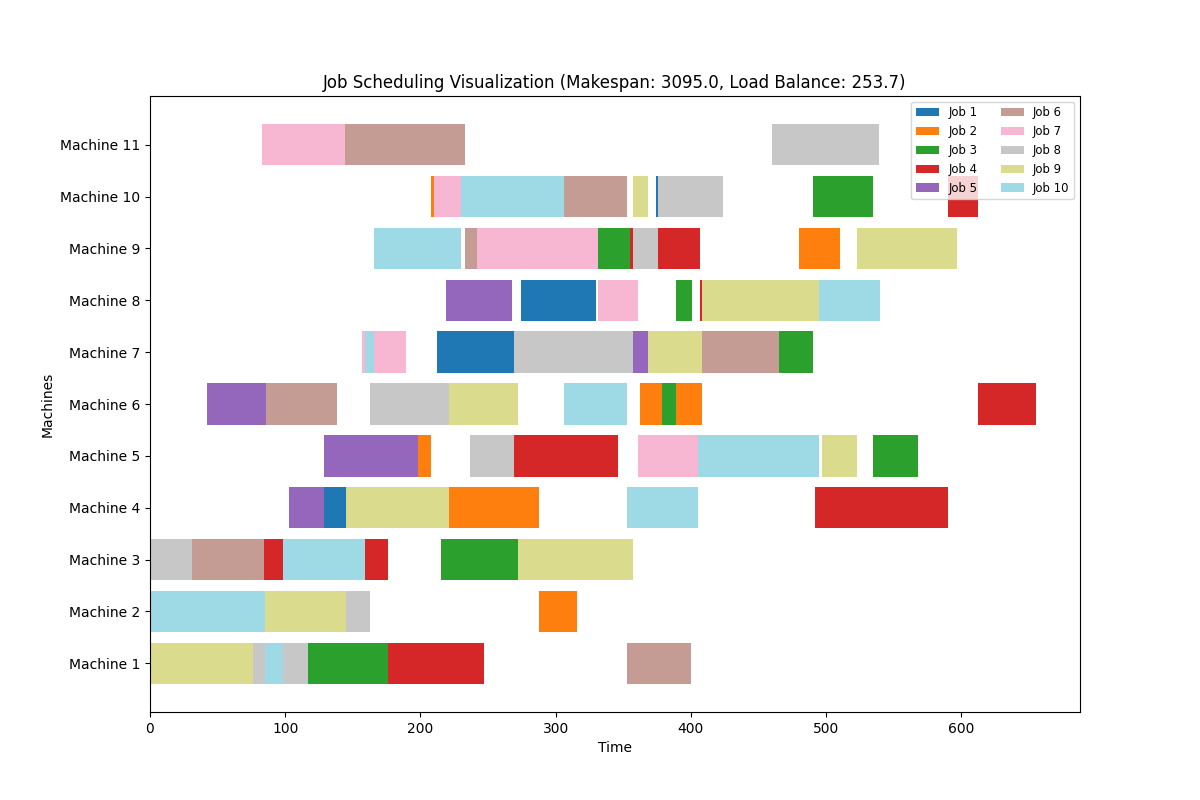 Job Scheduling Visualization (Makespan: 3095.0, Load Balance: 253.7)
Job 1
Job 2
Job 3
Job 4
Job 5
Job 6
Job 7
Job 8
Job 9
Job 10
Machines
Machine 11
Machine 10
Machine 9
Machine 8
Machine 7
Machine 6
Machine 5
Machine 4
Machine 3
Machine 2
Machine 1
0 100 200 300 400 500 600
Time